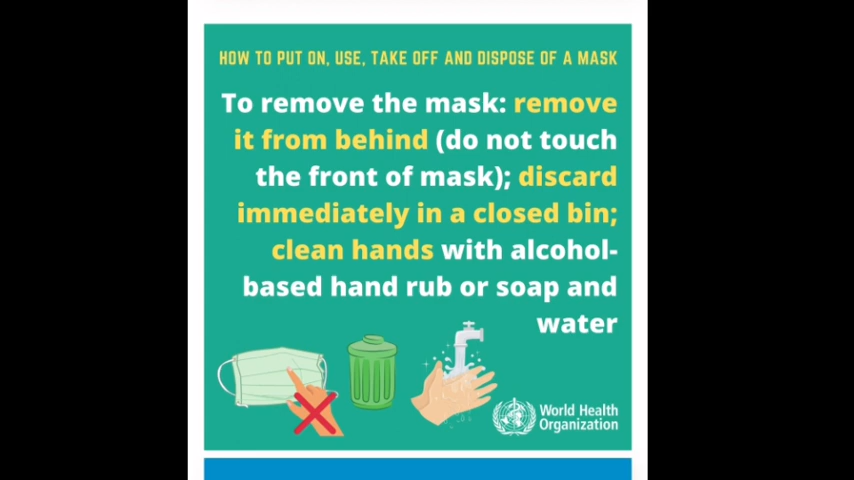 HOW TO PUT ON, USE, TAKE OFF AND DISPOSE OF A MASK
To remove the mask: remove
it from behind (do not touch
the front of mask); discard
immediately in a closed bin;
clean hands with alcohol-
based hand rub or soap and
water
World Health
Organization